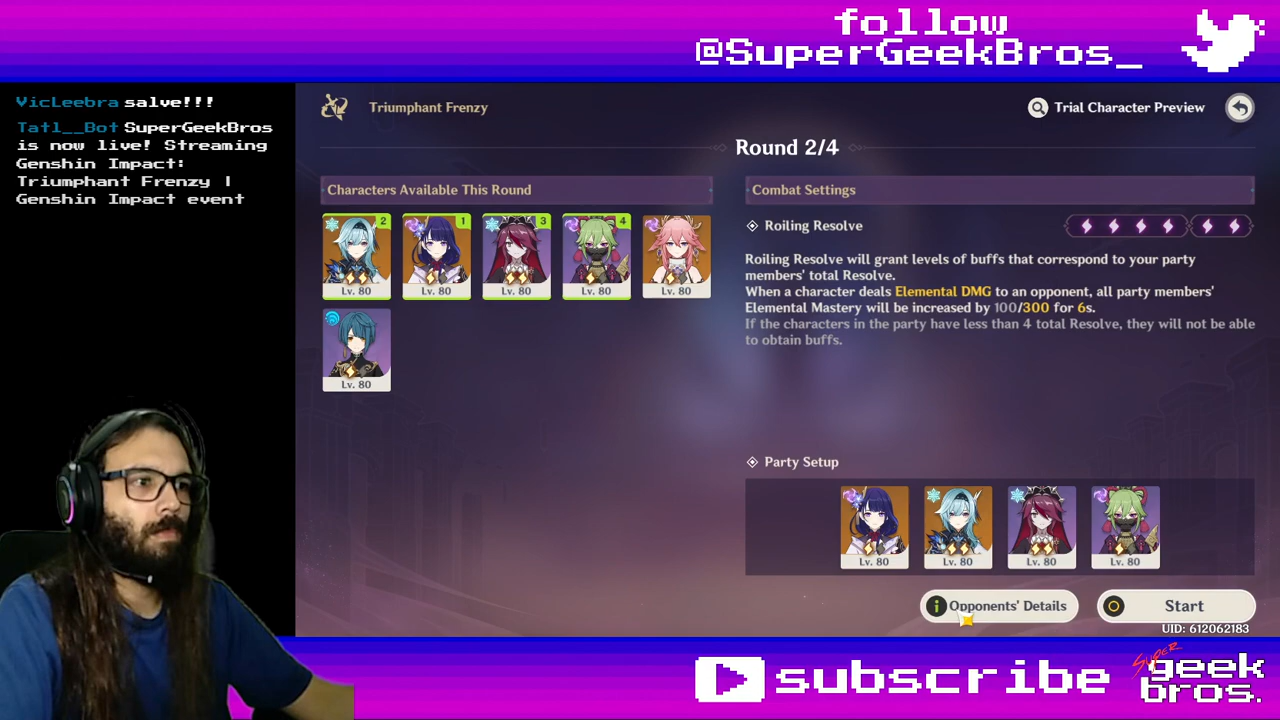 follow
@SuperGeekBros_
VicLeebra salve!!!
Tatl__Bot SuperGeekBros
is now live! Streaming
Genshin Impact:
Triumphant Frenzy |
Genshin Impact event
Triumphant Frenzy
Trial Character Preview
Round 2/4
Characters Available This Round
2
1
3
4
Lv. 80
Lv. 80
Lv. 80
Lv. 80
Lv. 80
Lv. 80
Combat Settings
Roiling Resolve
Roiling Resolve will grant levels of buffs that correspond to your party
members' total Resolve.
When a character deals Elemental DMG to an opponent, all party members'
Elemental Mastery will be increased by 100/300 for 6s.
If the characters in the party have less than 4 total Resolve, they will not be able
to obtain buffs.
Party Setup
Lv. 80
Lv. 80
Lv. 80
Lv. 80
Opponents' Details
Start
UID: 612062183
subscribe
super
geek
bros.